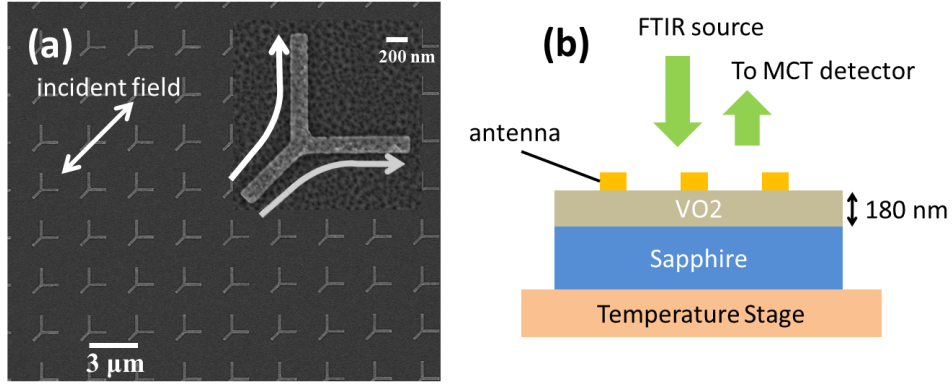 (a)
incident field
200 nm
3 µm
(b)
FTIR source
To MCT detector
antenna
VO2
180 nm
Sapphire
Temperature Stage